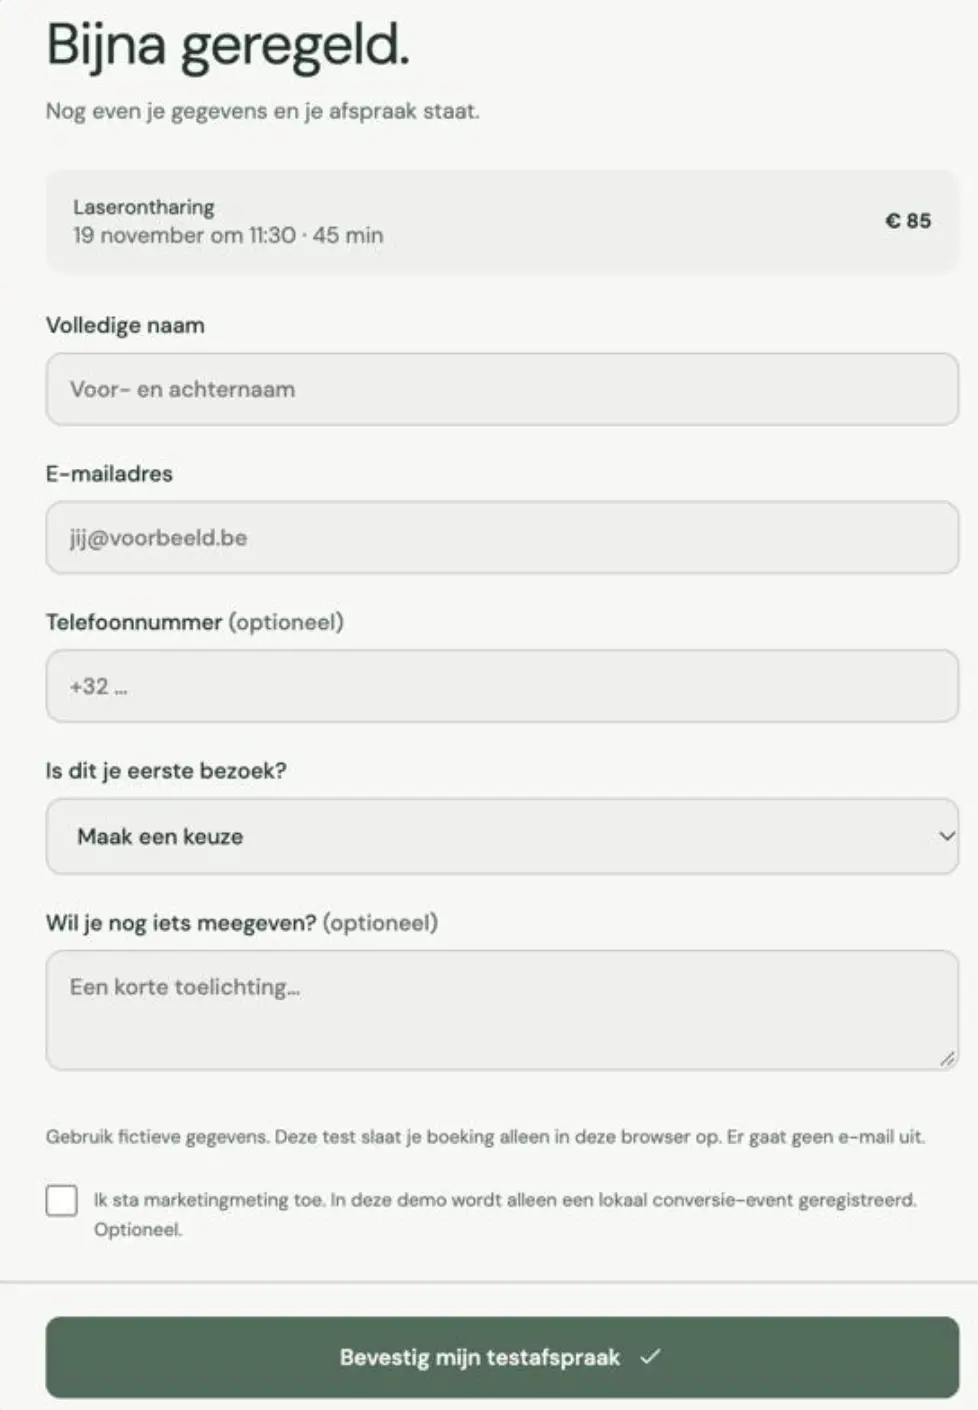 Bijna geregeld.
Nog even je gegevens en je afspraak staat.
Laserontharing
19 november om 11:30 · 45 min
€ 85
Volledige naam
Voor- en achternaam
E-mailadres
jij@voorbeeld.be
Telefoonnummer (optioneel)
+32 ...
Is dit je eerste bezoek?
Maak een keuze
Wil je nog iets meegeven? (optioneel)
Een korte toelichting...
Gebruik fictieve gegevens. Deze test slaat je boeking alleen in deze browser op. Er gaat geen e-mail uit.
Ik sta marketingmeting toe. In deze demo wordt alleen een lokaal conversie-event geregistreerd.
Optioneel.
Bevestig mijn testafspraak